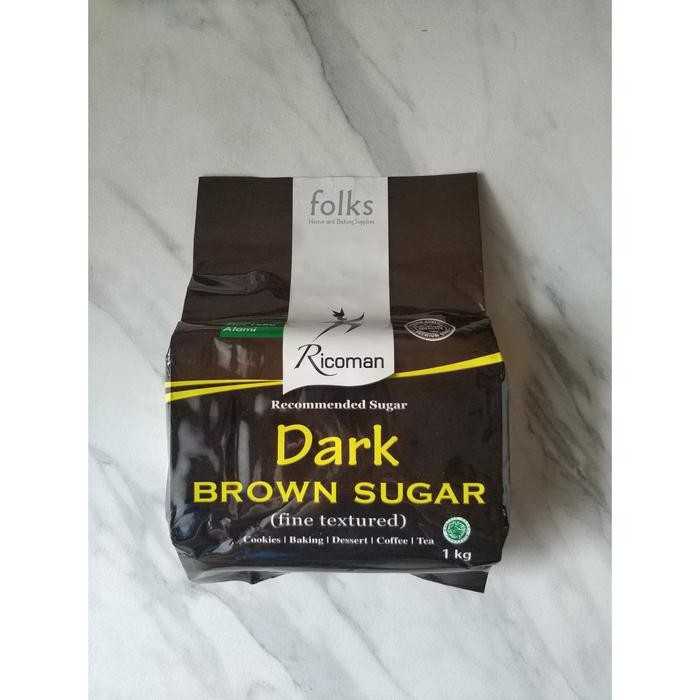 folks
Home and Baking Supplies
Alami
Ricoman
Recommended Sugar
Dark
BROWN SUGAR
(fine textured)
Cookies | Baking | Dessert | Coffee | Tea
1 kg